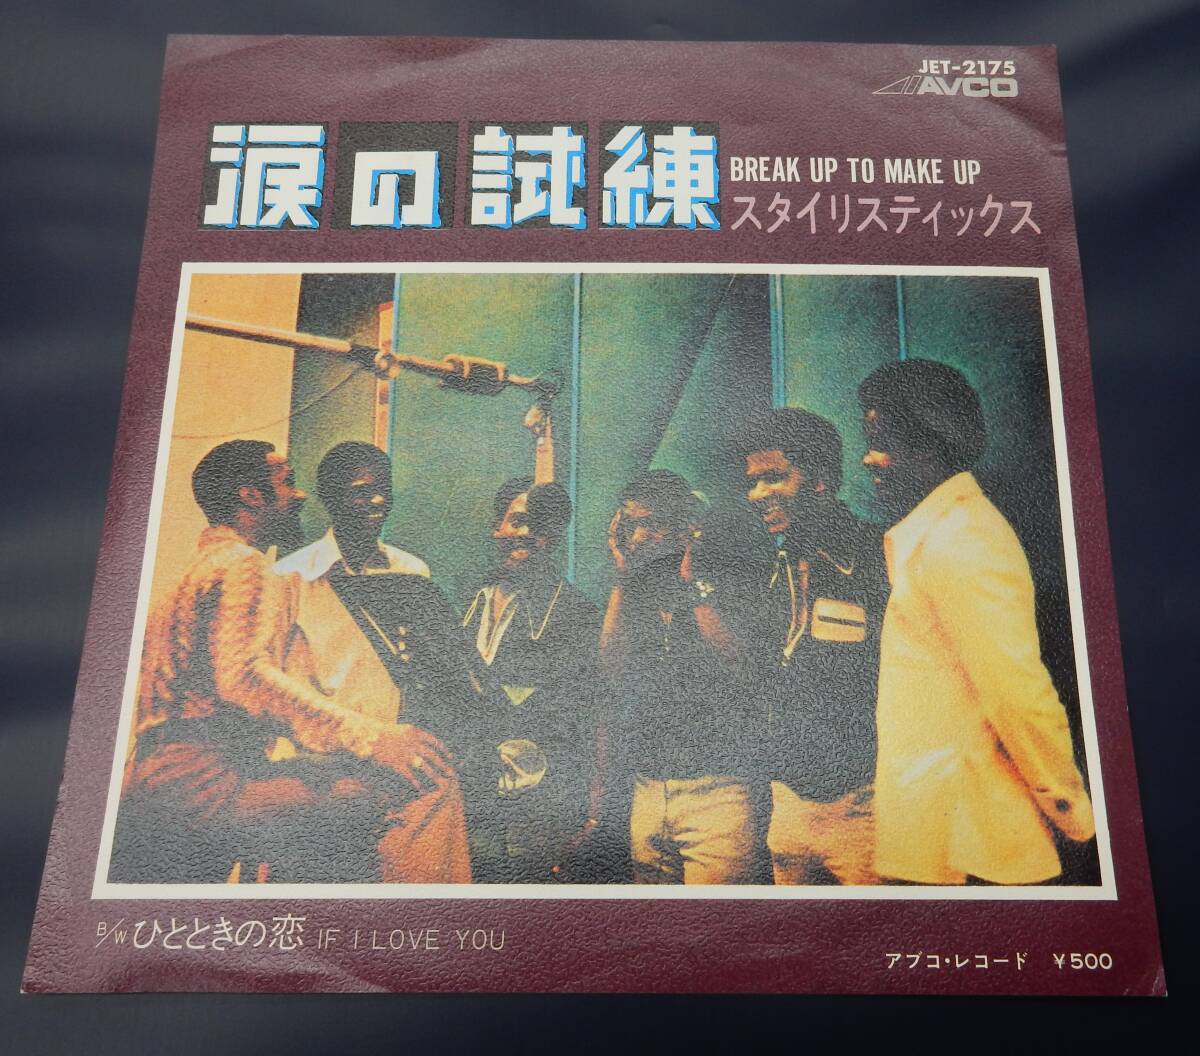 JET-2175
AVCO
涙の試練
BREAK UP TO MAKE UP
スタイリスティックス
B/W ひとときの恋 IF I LOVE YOU
アブコ・レコード ¥500